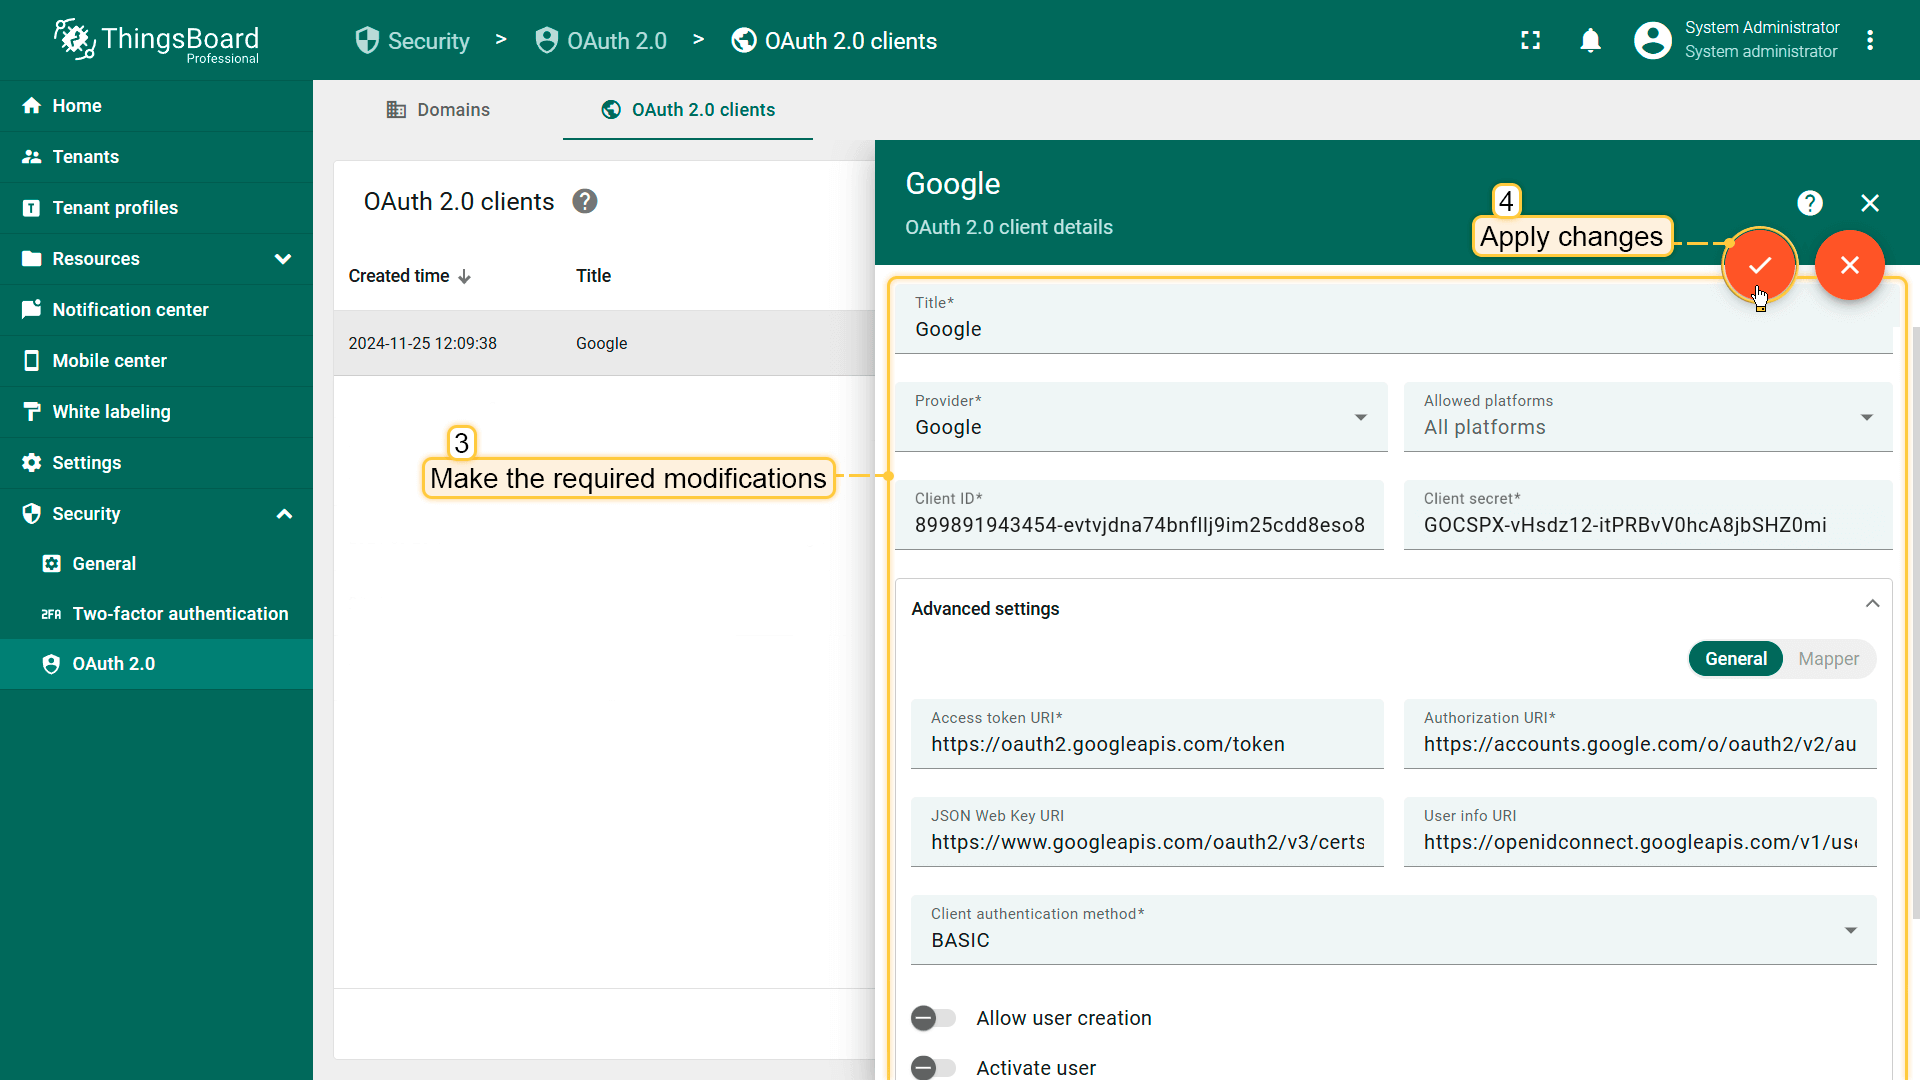 ThingsBoard
Professional
Security > OAuth 2.0 > OAuth 2.0 clients
System Administrator
System administrator
Home
Tenants
Tenant profiles
Resources
Notification center
Mobile center
White labeling
Settings
Security
General
2FA Two-factor authentication
OAuth 2.0
Domains
OAuth 2.0 clients
OAuth 2.0 clients
Created time
Title
2024-11-25 12:09:38
Google
3
Make the required modifications
Google
OAuth 2.0 client details
4
Apply changes
Title*
Google
Provider*
Google
Allowed platforms
All platforms
Client ID*
899891943454-evtvjdna74bnfllj9im25cdd8eso8
Client secret*
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
Advanced settings
General
Mapper
Access token URI*
https://oauth2.googleapis.com/token
Authorization URI*
https://accounts.google.com/o/oauth2/v2/au
JSON Web Key URI
https://www.googleapis.com/oauth2/v3/certs
User info URI
https://openidconnect.googleapis.com/v1/use
Client authentication method*
BASIC
Allow user creation
Activate user